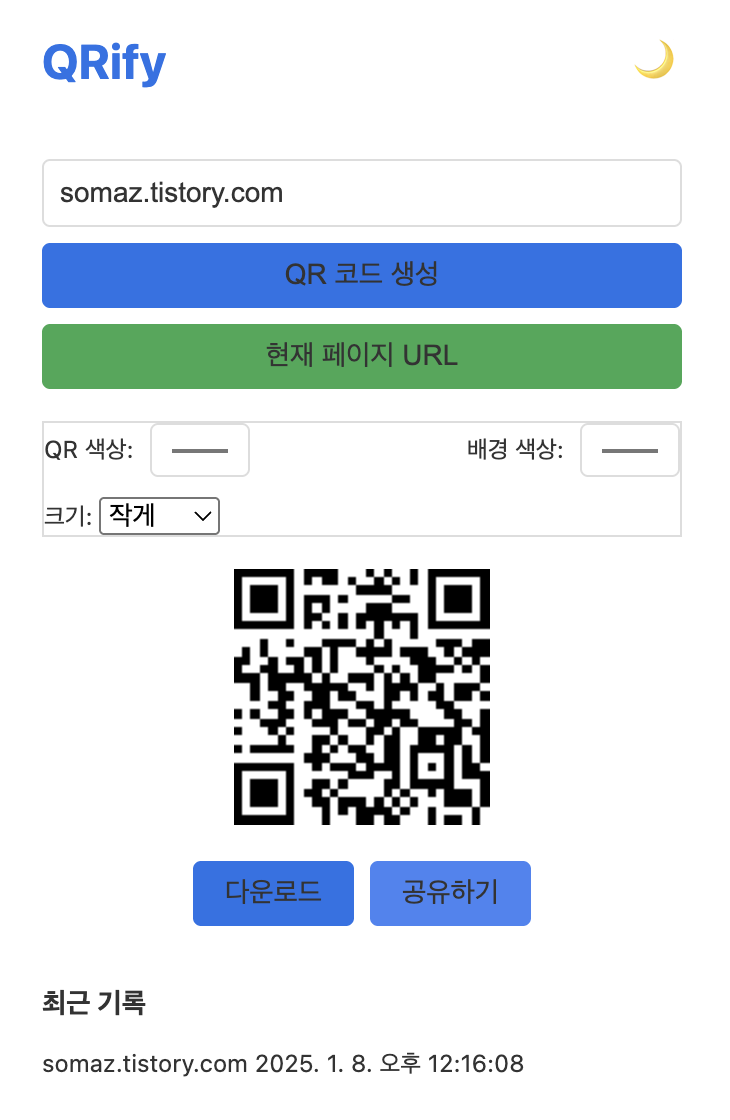 QRify
somaz.tistory.com
QR 코드 생성
현재 페이지 URL
QR 색상: 배경 색상:
크기: 작게
다운로드 공유하기
최근 기록
somaz.tistory.com 2025. 1. 8. 오후 12:16:08